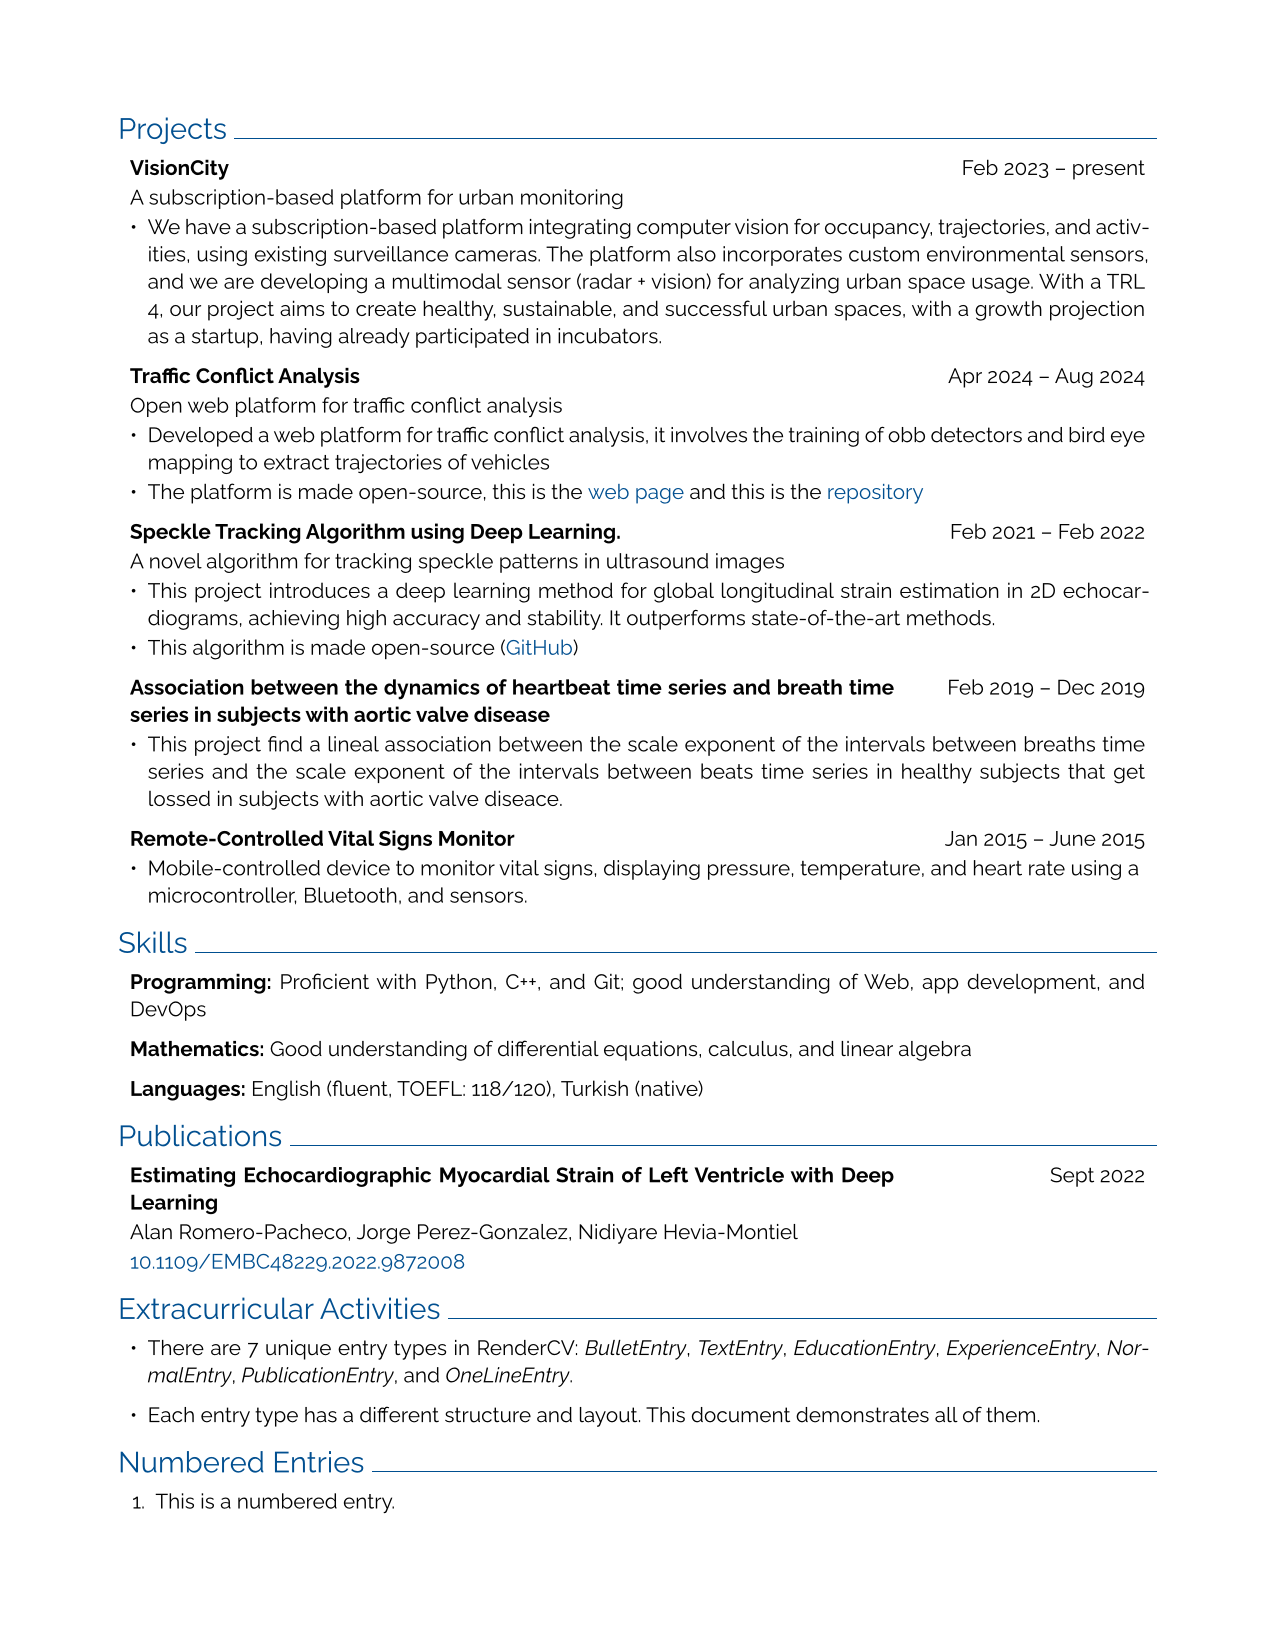 Projects
VisionCity Feb 2023 – present
A subscription-based platform for urban monitoring
• We have a subscription-based platform integrating computer vision for occupancy, trajectories, and activ-
ities, using existing surveillance cameras. The platform also incorporates custom environmental sensors,
and we are developing a multimodal sensor (radar + vision) for analyzing urban space usage. With a TRL
4, our project aims to create healthy, sustainable, and successful urban spaces, with a growth projection
as a startup, having already participated in incubators.
Traffic Conflict Analysis Apr 2024 – Aug 2024
Open web platform for traffic conflict analysis
• Developed a web platform for traffic conflict analysis, it involves the training of obb detectors and bird eye
mapping to extract trajectories of vehicles
• The platform is made open-source, this is the web page and this is the repository
Speckle Tracking Algorithm using Deep Learning. Feb 2021 – Feb 2022
A novel algorithm for tracking speckle patterns in ultrasound images
• This project introduces a deep learning method for global longitudinal strain estimation in 2D echocar-
diograms, achieving high accuracy and stability. It outperforms state-of-the-art methods.
• This algorithm is made open-source (GitHub)
Association between the dynamics of heartbeat time series and breath time Feb 2019 – Dec 2019
series in subjects with aortic valve disease
• This project find a lineal association between the scale exponent of the intervals between breaths time
series and the scale exponent of the intervals between beats time series in healthy subjects that get
lossed in subjects with aortic valve diseace.
Remote-Controlled Vital Signs Monitor Jan 2015 – June 2015
• Mobile-controlled device to monitor vital signs, displaying pressure, temperature, and heart rate using a
microcontroller, Bluetooth, and sensors.
Skills
Programming: Proficient with Python, C++, and Git; good understanding of Web, app development, and
DevOps
Mathematics: Good understanding of differential equations, calculus, and linear algebra
Languages: English (fluent, TOEFL: 118/120), Turkish (native)
Publications
Estimating Echocardiographic Myocardial Strain of Left Ventricle with Deep Sept 2022
Learning
Alan Romero-Pacheco, Jorge Perez-Gonzalez, Nidiyare Hevia-Montiel
10.1109/EMBC48229.2022.9872008
Extracurricular Activities
• There are 7 unique entry types in RenderCV: BulletEntry, TextEntry, EducationEntry, ExperienceEntry, Nor-
malEntry, PublicationEntry, and OneLineEntry.
• Each entry type has a different structure and layout. This document demonstrates all of them.
Numbered Entries
1. This is a numbered entry.